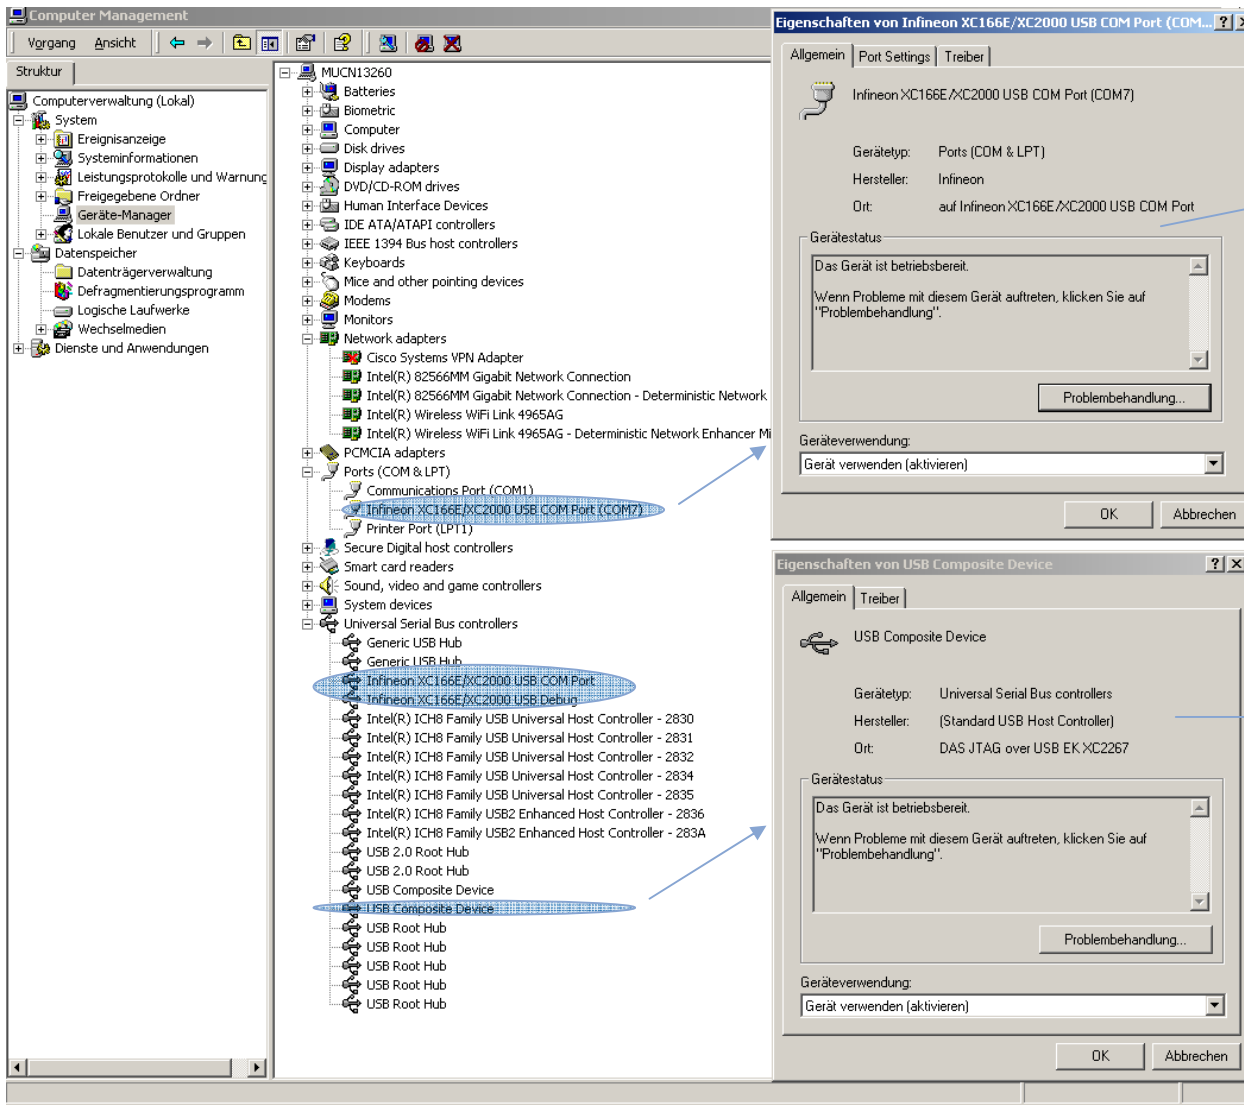 Computer Management
Vorgang Ansicht
Struktur
Computerverwaltung (Lokal)
System
Ereignisanzeige
Systeminformationen
Leistungsprotokolle und Warnung
Freigegebene Ordner
Geräte-Manager
Lokale Benutzer und Gruppen
Datenspeicher
Datenträgerverwaltung
Defragmentierungsprogramm
Logische Laufwerke
Wechselmedien
Dienste und Anwendungen
MUCN13260
Batteries
Biometric
Computer
Disk drives
Display adapters
DVD/CD-ROM drives
Human Interface Devices
IDE ATA/ATAPI controllers
IEEE 1394 Bus host controllers
Keyboards
Mice and other pointing devices
Modems
Monitors
Network adapters
Cisco Systems VPN Adapter
Intel(R) 82566MM Gigabit Network Connection
Intel(R) 82566MM Gigabit Network Connection - Deterministic Network
Intel(R) Wireless WiFi Link 4965AG
Intel(R) Wireless WiFi Link 4965AG - Deterministic Network Enhancer Mi
PCMCIA adapters
Ports (COM & LPT)
Communications Port (COM1)
Infineon XC166E/XC2000 USB COM Port (COM7)
Printer Port (LPT1)
Secure Digital host controllers
Smart card readers
Sound, video and game controllers
System devices
Universal Serial Bus controllers
Generic USB Hub
Generic USB Hub
Infineon XC166E/XC2000 USB COM Port
Infineon XC166E/XC2000 USB Debug
Intel(R) ICH8 Family USB Universal Host Controller - 2830
Intel(R) ICH8 Family USB Universal Host Controller - 2831
Intel(R) ICH8 Family USB Universal Host Controller - 2832
Intel(R) ICH8 Family USB Universal Host Controller - 2834
Intel(R) ICH8 Family USB Universal Host Controller - 2835
Intel(R) ICH8 Family USB2 Enhanced Host Controller - 2836
Intel(R) ICH8 Family USB2 Enhanced Host Controller - 283A
USB 2.0 Root Hub
USB 2.0 Root Hub
USB Composite Device
USB Composite Device
USB Root Hub
USB Root Hub
USB Root Hub
USB Root Hub
USB Root Hub
Eigenschaften von Infineon XC166E/XC2000 USB COM Port (COM...
Allgemein Port Settings Treiber
Infineon XC166E/XC2000 USB COM Port (COM7)
Gerätetyp: Ports (COM & LPT)
Hersteller: Infineon
Ort: auf Infineon XC166E/XC2000 USB COM Port
Gerätestatus
Das Gerät ist betriebsbereit.
Wenn Probleme mit diesem Gerät auftreten, klicken Sie auf
"Problembehandlung".
Problembehandlung...
Geräteverwendung:
Gerät verwenden (aktivieren)
OK Abbrechen
Eigenschaften von USB Composite Device
Allgemein Treiber
USB Composite Device
Gerätetyp: Universal Serial Bus controllers
Hersteller: (Standard USB Host Controller)
Ort: DAS JTAG over USB EK XC2267
Gerätestatus
Das Gerät ist betriebsbereit.
Wenn Probleme mit diesem Gerät auftreten, klicken Sie auf
"Problembehandlung".
Problembehandlung...
Geräteverwendung:
Gerät verwenden (aktivieren)
OK Abbrechen